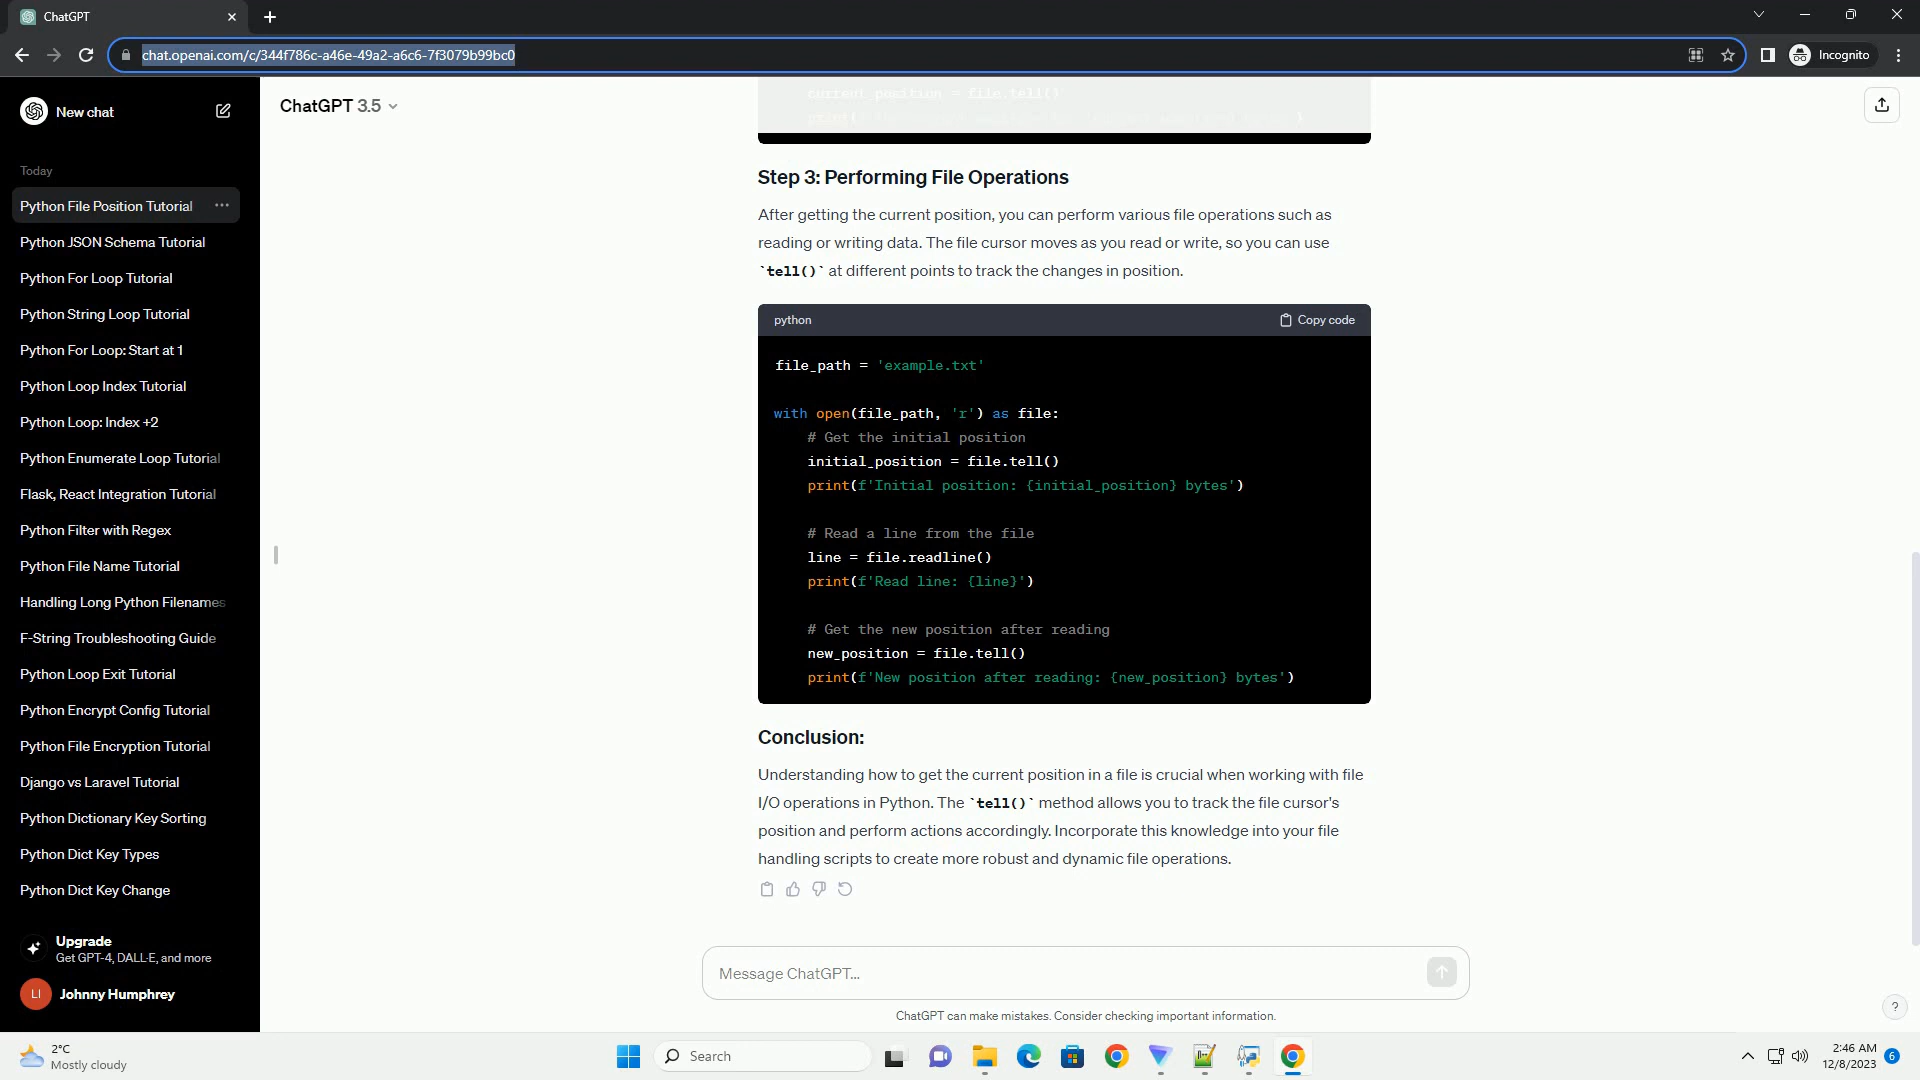 ChatGPT
chat.openai.com/c/344f786c-a46e-49a2-a6c6-7f3079b99bc0
Incognito
New chat
Today
Python File Position Tutorial
Python JSON Schema Tutorial
Python For Loop Tutorial
Python String Loop Tutorial
Python For Loop: Start at 1
Python Loop Index Tutorial
Python Loop: Index +2
Python Enumerate Loop Tutorial
Flask, React Integration Tutorial
Python Filter with Regex
Python File Name Tutorial
Handling Long Python Filenames
F-String Troubleshooting Guide
Python Loop Exit Tutorial
Python Encrypt Config Tutorial
Python File Encryption Tutorial
Django vs Laravel Tutorial
Python Dictionary Key Sorting
Python Dict Key Types
Python Dict Key Change
Upgrade
Get GPT-4, DALL·E, and more
LI
Johnny Humphrey
ChatGPT 3.5
current_position = file.tell()
Step 3: Performing File Operations
After getting the current position, you can perform various file operations such as
reading or writing data. The file cursor moves as you read or write, so you can use
`tell()` at different points to track the changes in position.
python
Copy code
file_path = 'example.txt'
with open(file_path, 'r') as file:
# Get the initial position
initial_position = file.tell()
print(f'Initial position: {initial_position} bytes')
# Read a line from the file
line = file.readline()
print(f'Read line: {line}')
# Get the new position after reading
new_position = file.tell()
print(f'New position after reading: {new_position} bytes')
Conclusion:
Understanding how to get the current position in a file is crucial when working with file
I/O operations in Python. The `tell()` method allows you to track the file cursor's
position and perform actions accordingly. Incorporate this knowledge into your file
handling scripts to create more robust and dynamic file operations.
Message ChatGPT...
ChatGPT can make mistakes. Consider checking important information.
?
2°C
Mostly cloudy
Search
2:46 AM
12/8/2023
6